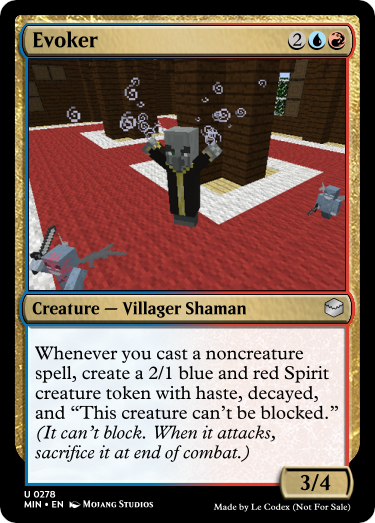 Evoker 2
Creature — Villager Shaman
Whenever you cast a noncreature
spell, create a 2/1 blue and red Spirit
creature token with haste, decayed,
and “This creature can’t be blocked.”
(It can’t block. When it attacks,
sacrifice it at end of combat.)
3/4
U 0278
MIN • EN Mojang Studios
Made by Le Codex (Not For Sale)